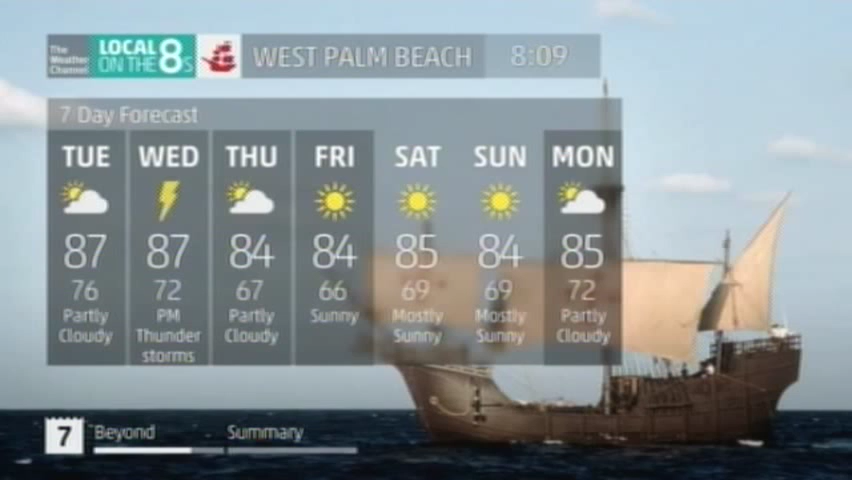 The Weather Channel
LOCAL ON THE 8s
WEST PALM BEACH
8:09
7 Day Forecast
TUE WED THU FRI SAT SUN MON
87 87 84 84 85 84 85
76 72 67 66 69 69 72
Partly Cloudy
PM Thunder storms
Partly Cloudy
Sunny
Mostly Sunny
Mostly Sunny
Partly Cloudy
7 Beyond Summary